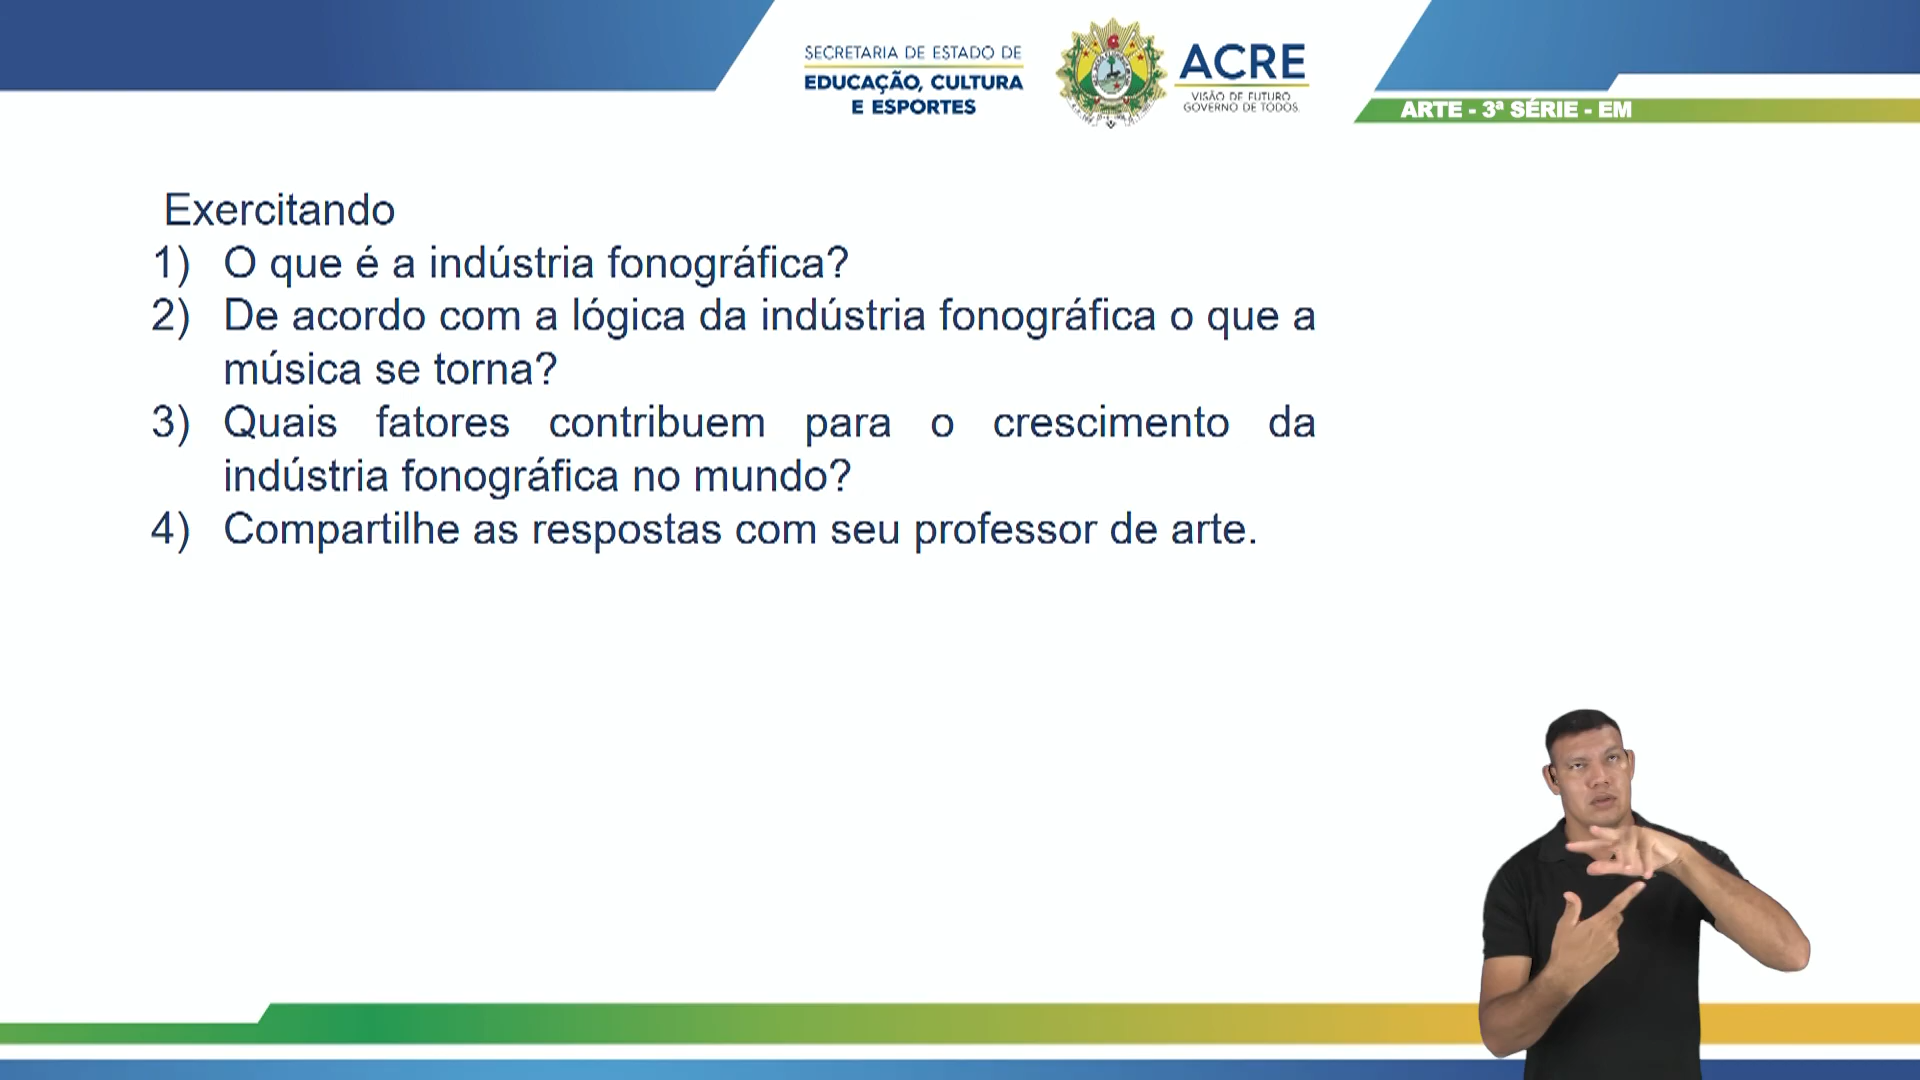 SECRETARIA DE ESTADO DE
EDUCAÇÃO, CULTURA
E ESPORTES
ACRE
VISÃO DE FUTURO
GOVERNO DE TODOS.
ARTE - 3ª SÉRIE - EM
Exercitando
1) O que é a indústria fonográfica?
2) De acordo com a lógica da indústria fonográfica o que a
música se torna?
3) Quais fatores contribuem para o crescimento da
indústria fonográfica no mundo?
4) Compartilhe as respostas com seu professor de arte.